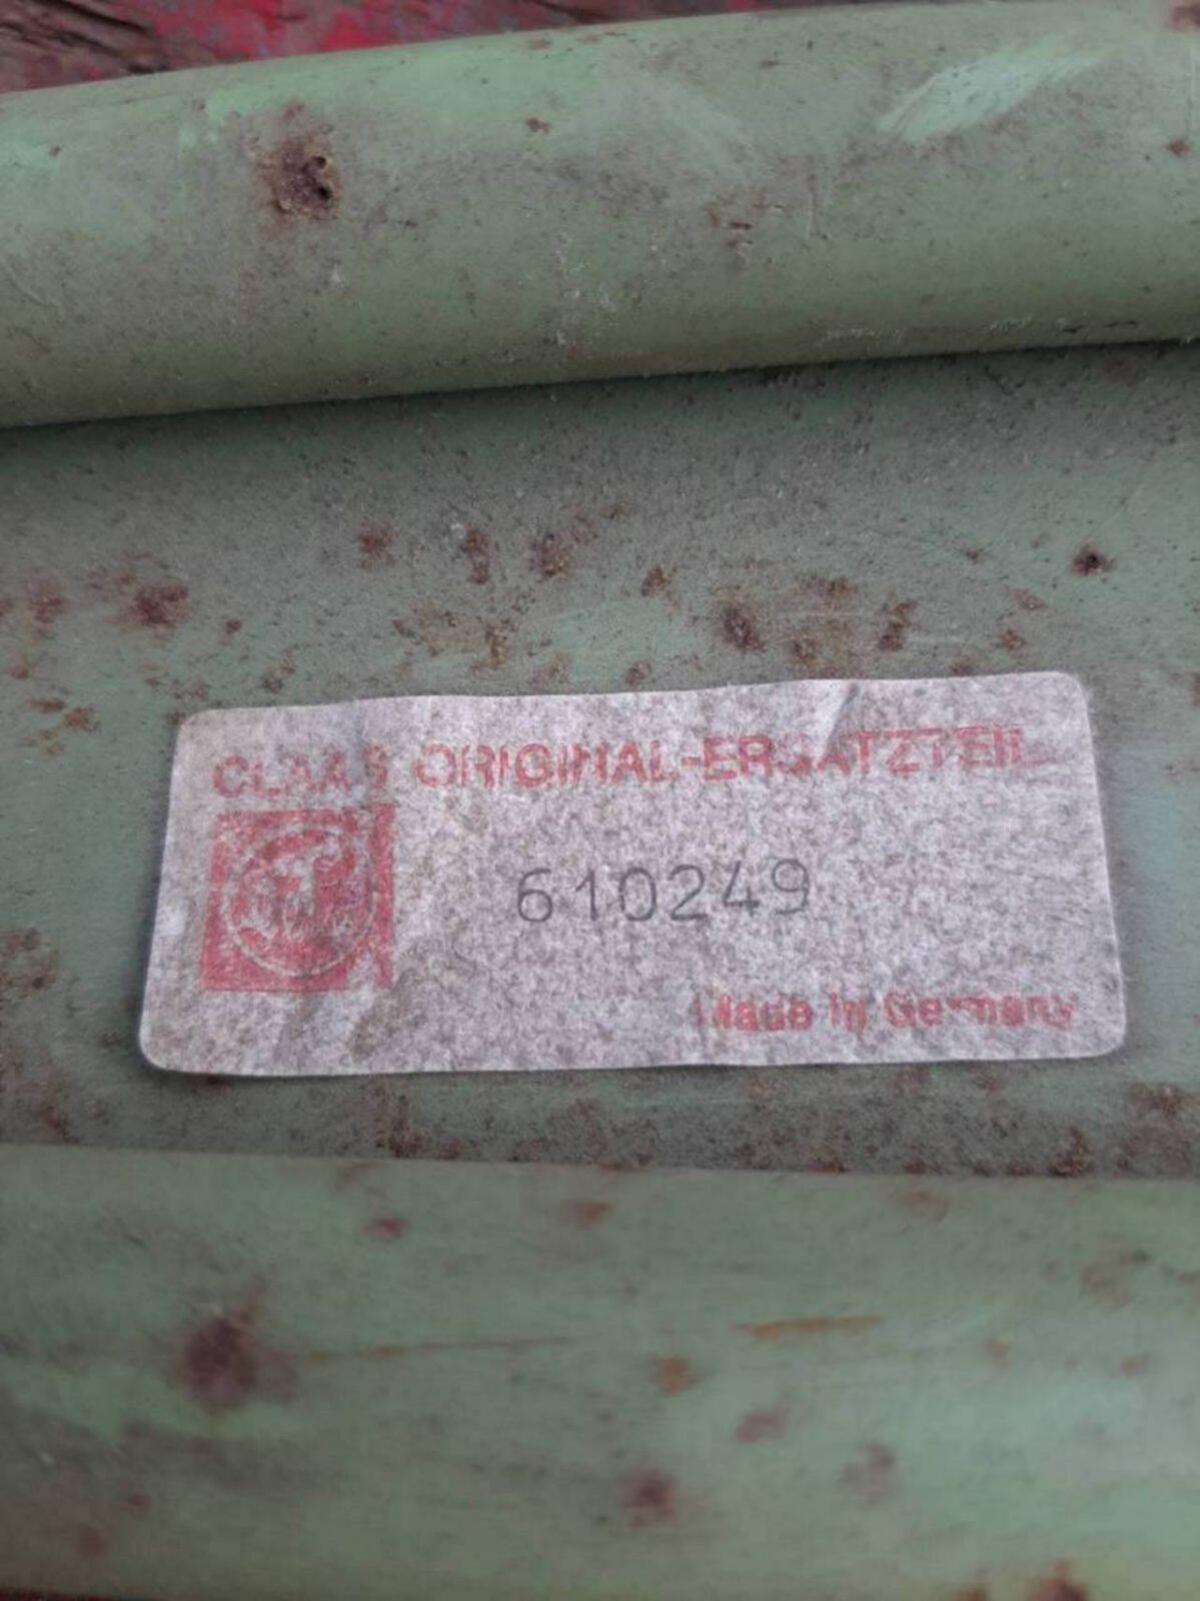 CLAAS ORIGINAL-ERSATZTEIL
610249
Made in Germany